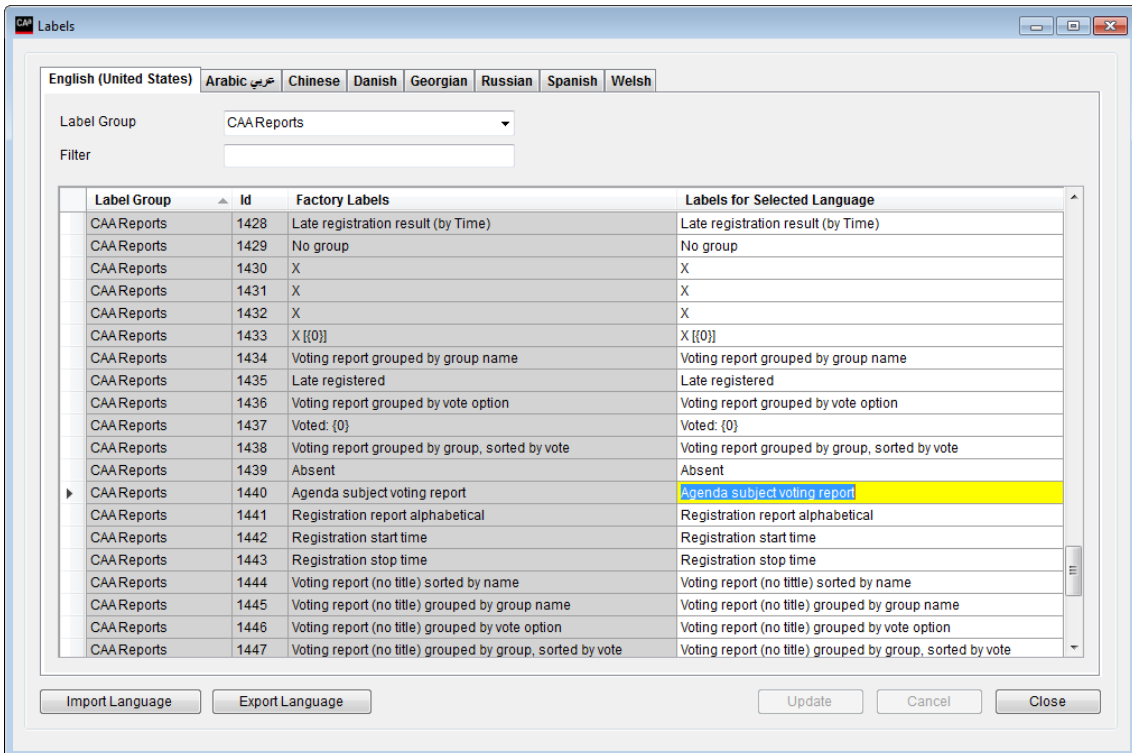 CAA Labels
English (United States) Arabic عربي Chinese Danish Georgian Russian Spanish Welsh
Label Group CAA Reports
Filter
Label Group Id Factory Labels Labels for Selected Language
CAA Reports 1428 Late registration result (by Time) Late registration result (by Time)
CAA Reports 1429 No group No group
CAA Reports 1430 X X
CAA Reports 1431 X X
CAA Reports 1432 X X
CAA Reports 1433 X [{0}] X [{0}]
CAA Reports 1434 Voting report grouped by group name Voting report grouped by group name
CAA Reports 1435 Late registered Late registered
CAA Reports 1436 Voting report grouped by vote option Voting report grouped by vote option
CAA Reports 1437 Voted: {0} Voted: {0}
CAA Reports 1438 Voting report grouped by group, sorted by vote Voting report grouped by group, sorted by vote
CAA Reports 1439 Absent Absent
CAA Reports 1440 Agenda subject voting report Agenda subject voting report
CAA Reports 1441 Registration report alphabetical Registration report alphabetical
CAA Reports 1442 Registration start time Registration start time
CAA Reports 1443 Registration stop time Registration stop time
CAA Reports 1444 Voting report (no title) sorted by name Voting report (no title) sorted by name
CAA Reports 1445 Voting report (no title) grouped by group name Voting report (no title) grouped by group name
CAA Reports 1446 Voting report (no title) grouped by vote option Voting report (no title) grouped by vote option
CAA Reports 1447 Voting report (no title) grouped by group, sorted by vote Voting report (no title) grouped by group, sorted by vote
Import Language Export Language Update Cancel Close